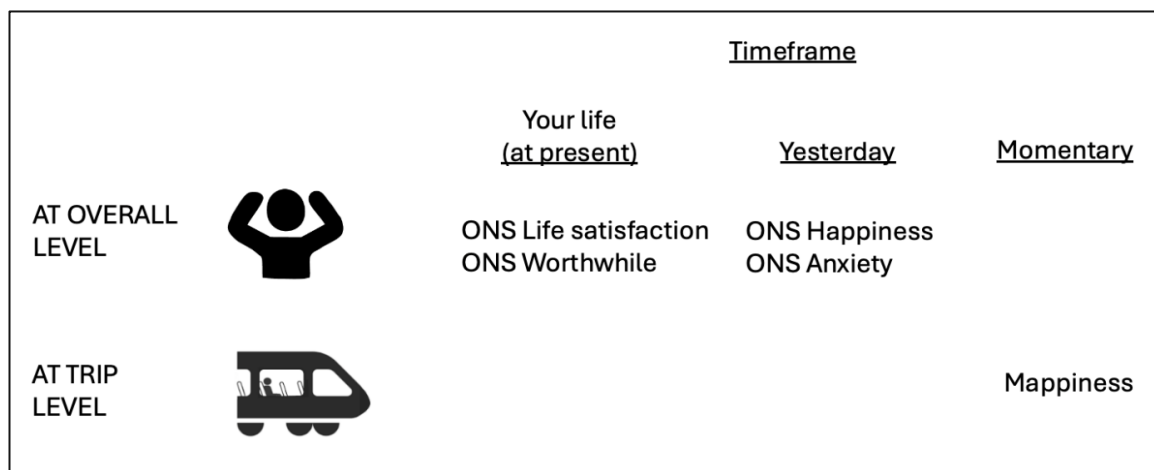 Timeframe
Your life
(at present)
Yesterday
Momentary
AT OVERALL
LEVEL
ONS Life satisfaction
ONS Worthwhile
ONS Happiness
ONS Anxiety
AT TRIP
LEVEL
Mappiness